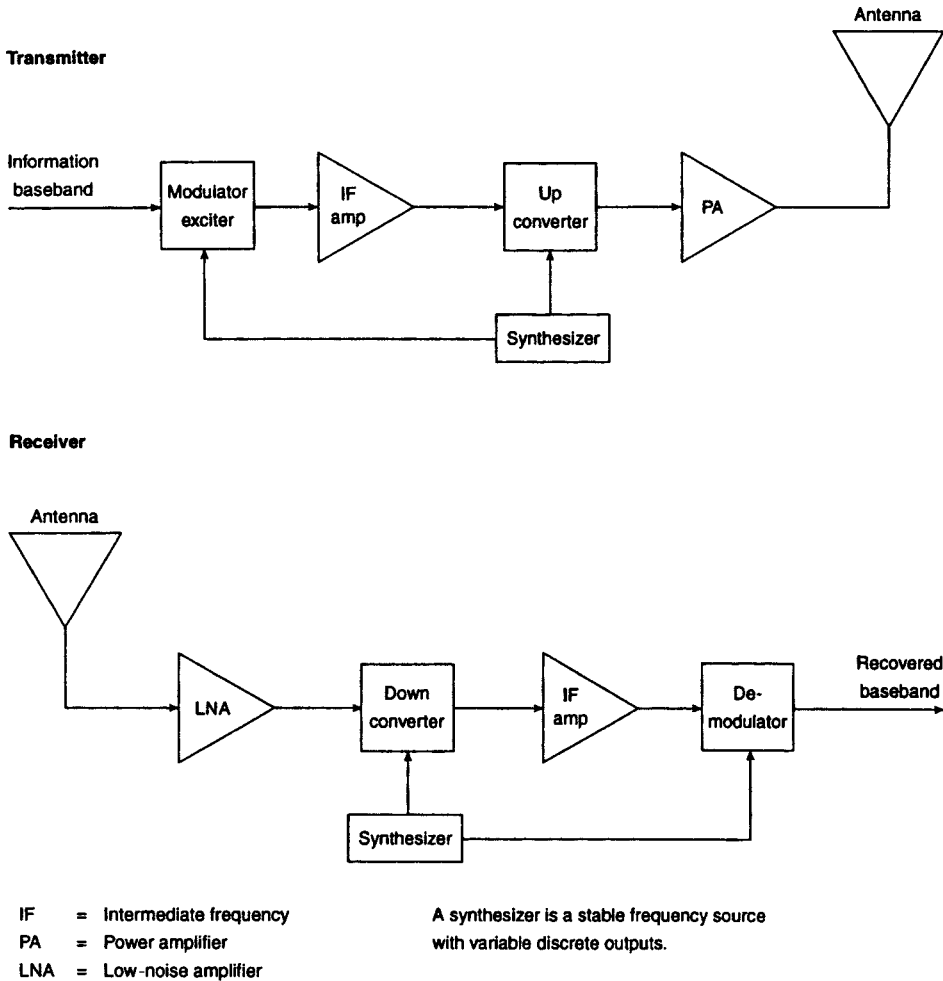 Antenna
Transmitter
Information
baseband
Modulator
exciter
IF
amp
Up
converter
PA
Synthesizer
Receiver
Antenna
LNA
Down
converter
IF
amp
De-
modulator
Recovered
baseband
Synthesizer
IF = Intermediate frequency
PA = Power amplifier
LNA = Low-noise amplifier
A synthesizer is a stable frequency source
with variable discrete outputs.